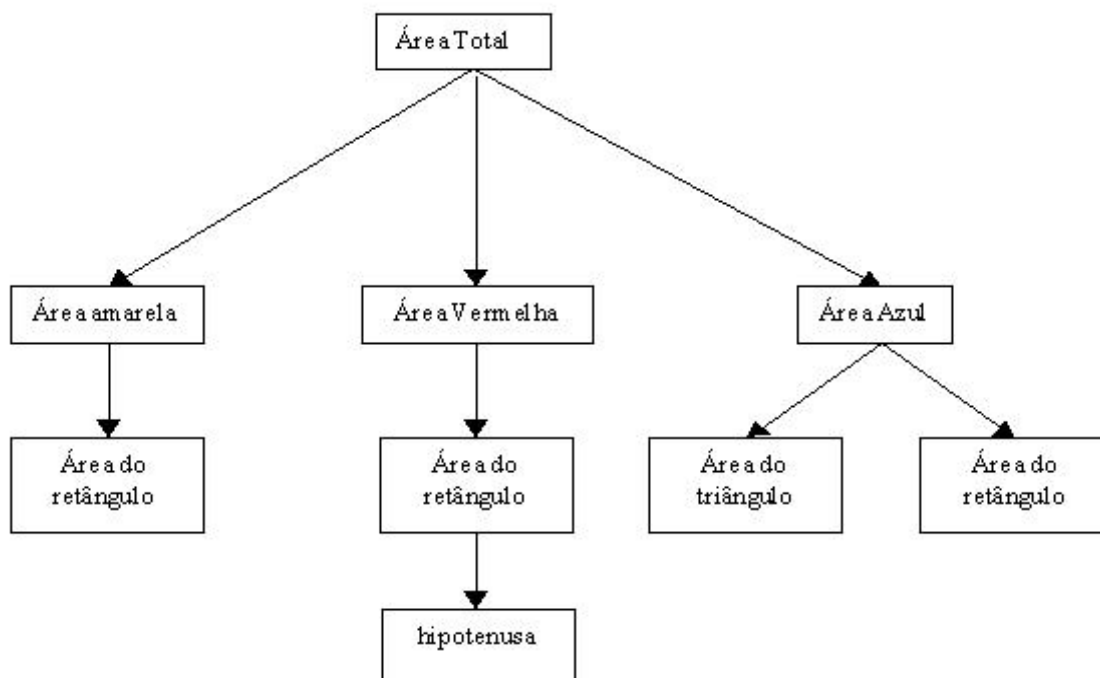 Área Total
Área amarela
Área Vermelha
Área Azul
Área do
retângulo
Área do
retângulo
Área do
triângulo
Área do
retângulo
hipotenusa